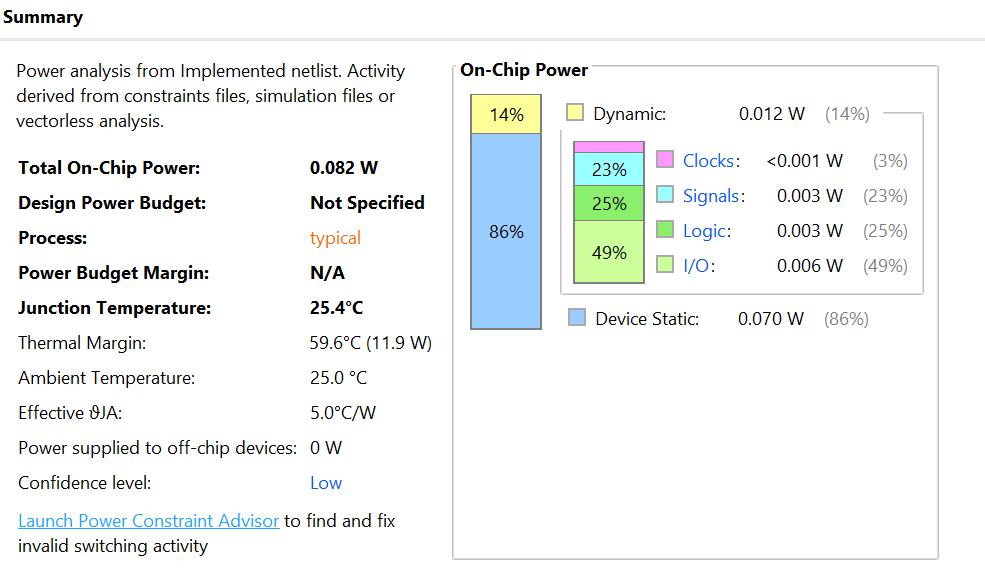 Summary
Power analysis from Implemented netlist. Activity
derived from constraints files, simulation files or
vectorless analysis.
Total On-Chip Power: 0.082 W
Design Power Budget: Not Specified
Process: typical
Power Budget Margin: N/A
Junction Temperature: 25.4°C
Thermal Margin: 59.6°C (11.9 W)
Ambient Temperature: 25.0 °C
Effective ϑJA: 5.0°C/W
Power supplied to off-chip devices: 0 W
Confidence level: Low
Launch Power Constraint Advisor to find and fix
invalid switching activity
On-Chip Power
14%
86%
Dynamic: 0.012 W (14%)
23%
25%
49%
Clocks: <0.001 W (3%)
Signals: 0.003 W (23%)
Logic: 0.003 W (25%)
I/O: 0.006 W (49%)
Device Static: 0.070 W (86%)